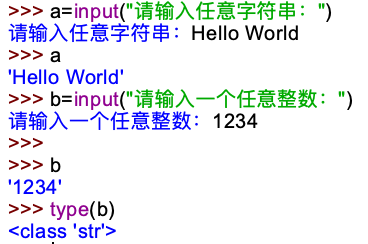 >>> a=input("请输入任意字符串：")
请输入任意字符串：Hello World
>>> a
'Hello World'
>>> b=input("请输入一个任意整数：")
请输入一个任意整数：1234
>>>
>>> b
'1234'
>>> type(b)
<class 'str'>